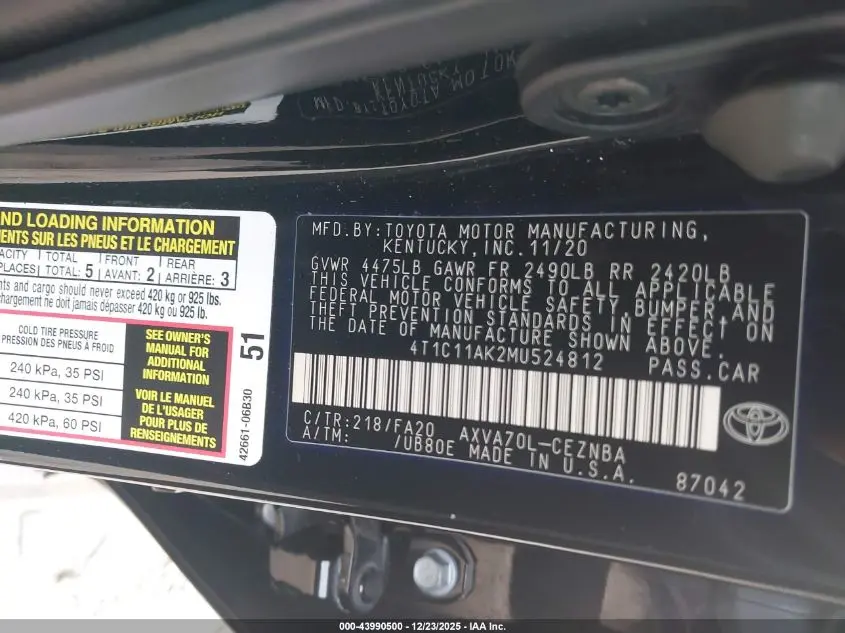 ND LOADING INFORMATION
MENTS SUR LES PNEUS ET LE CHARGEMENT
ACITY TOTAL FRONT REAR
PLACES TOTAL: 5 AVANT: 2 ARRIÈRE: 3
nts and cargo should never exceed 420 kg or 925 lbs.
chargement ne doit jamais dépasser 420 kg ou 925 lb.
COLD TIRE PRESSURE
PRESSION DES PNEUS À FROID
240 kPa, 35 PSI
240 kPa, 35 PSI
420 kPa, 60 PSI
SEE OWNER'S
MANUAL FOR
ADDITIONAL
INFORMATION
VOIR LE MANUEL
DE L'USAGER
POUR PLUS DE
RENSEIGNEMENTS
51
42661-06B30
MFD.BY: TOYOTA MOTOR MANUFACTURING,
KENTUCKY, INC. 11/20
GVWR 4475LB GAWR FR 2490LB RR 2420LB
THIS VEHICLE CONFORMS TO ALL APPLICABLE
FEDERAL MOTOR VEHICLE SAFETY, BUMPER, AND
THEFT PREVENTION STANDARDS IN EFFECT ON
THE DATE OF MANUFACTURE SHOWN ABOVE.
4T1C11AK2MU524812 PASS.CAR
C/TR: 218/FA20 AXVA70L-CEZNBA
A/TM: /UB80E MADE IN U.S.A.
87042
000-43990500 - 12/23/2025 - IAA Inc.